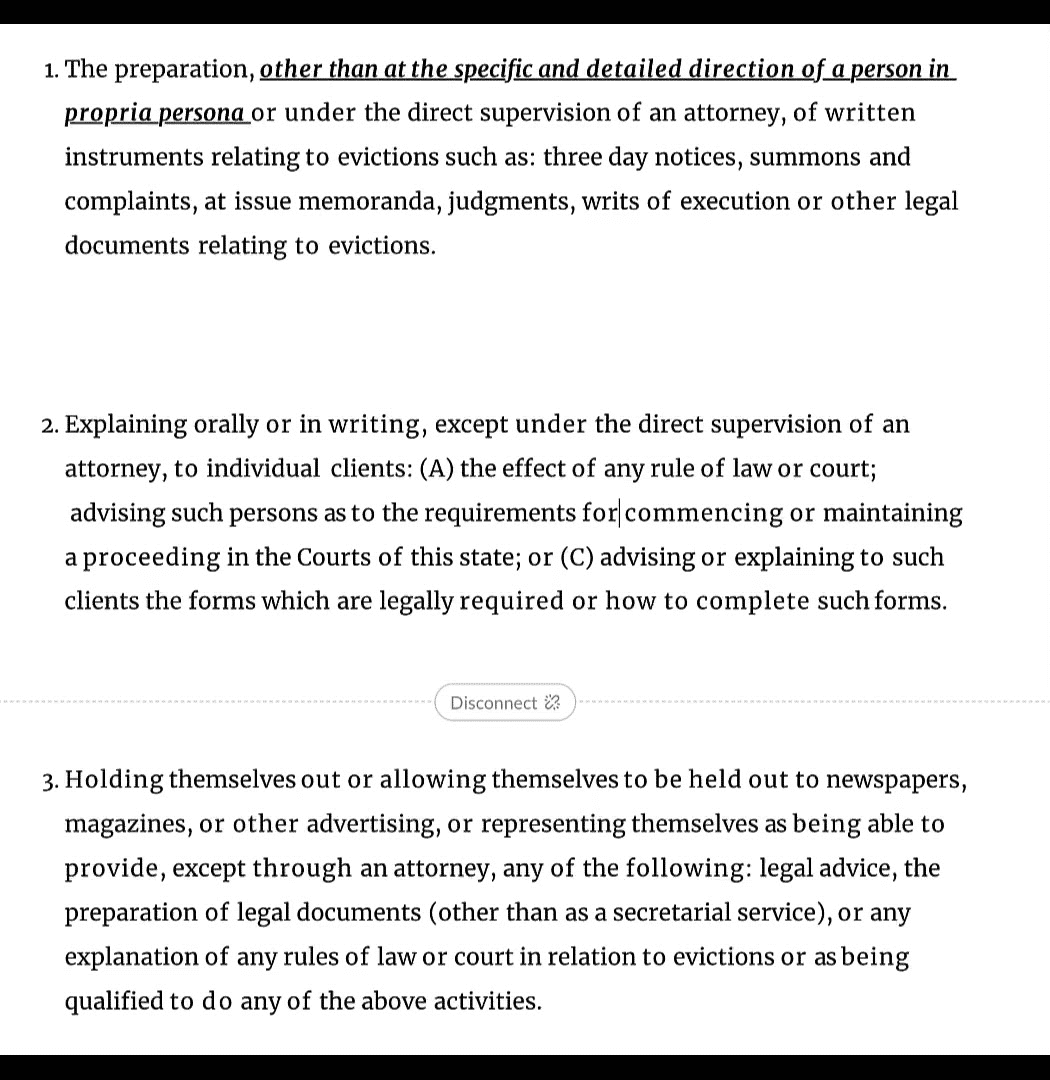 1. The preparation, other than at the specific and detailed direction of a person in
propria persona or under the direct supervision of an attorney, of written
instruments relating to evictions such as: three day notices, summons and
complaints, at issue memoranda, judgments, writs of execution or other legal
documents relating to evictions.
2. Explaining orally or in writing, except under the direct supervision of an
attorney, to individual clients: (A) the effect of any rule of law or court;
advising such persons as to the requirements for commencing or maintaining
a proceeding in the Courts of this state; or (C) advising or explaining to such
clients the forms which are legally required or how to complete such forms.
Disconnect
3. Holding themselves out or allowing themselves to be held out to newspapers,
magazines, or other advertising, or representing themselves as being able to
provide, except through an attorney, any of the following: legal advice, the
preparation of legal documents (other than as a secretarial service), or any
explanation of any rules of law or court in relation to evictions or as being
qualified to do any of the above activities.